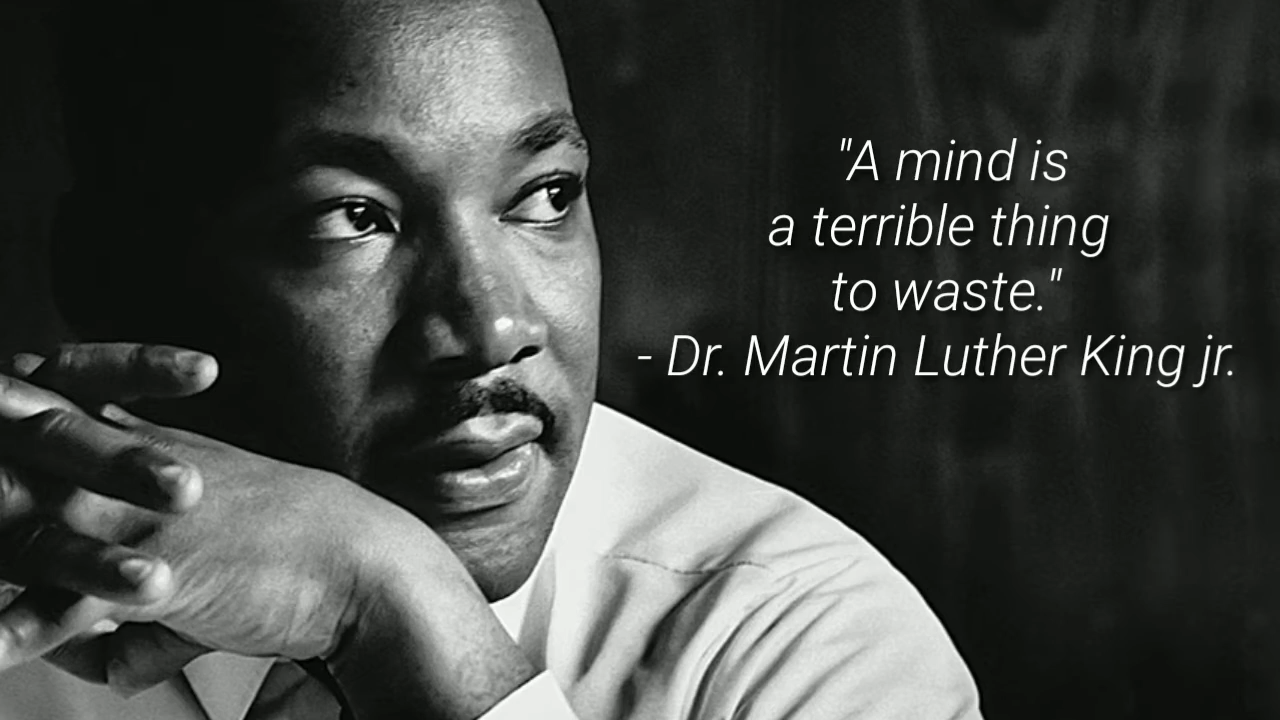 "A mind is
a terrible thing
to waste."
- Dr. Martin Luther King jr.